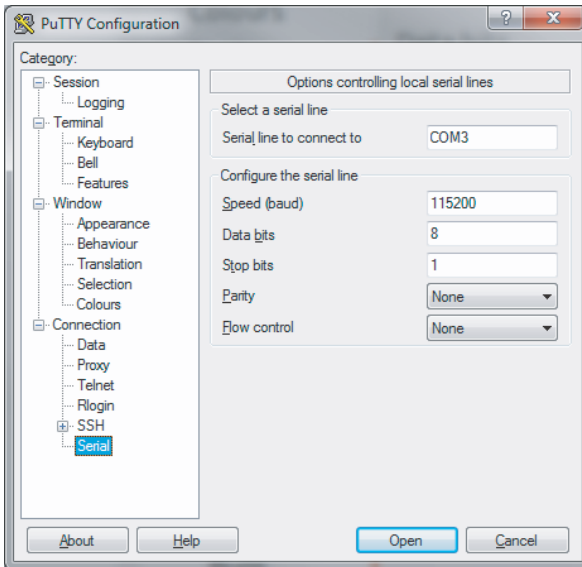 PuTTY Configuration
?
X
Category:
Session
Logging
Terminal
Keyboard
Bell
Features
Window
Appearance
Behaviour
Translation
Selection
Colours
Connection
Data
Proxy
Telnet
Rlogin
SSH
Serial
Options controlling local serial lines
Select a serial line
Serial line to connect to COM3
Configure the serial line
Speed (baud) 115200
Data bits 8
Stop bits 1
Parity None
Flow control None
About Help Open Cancel